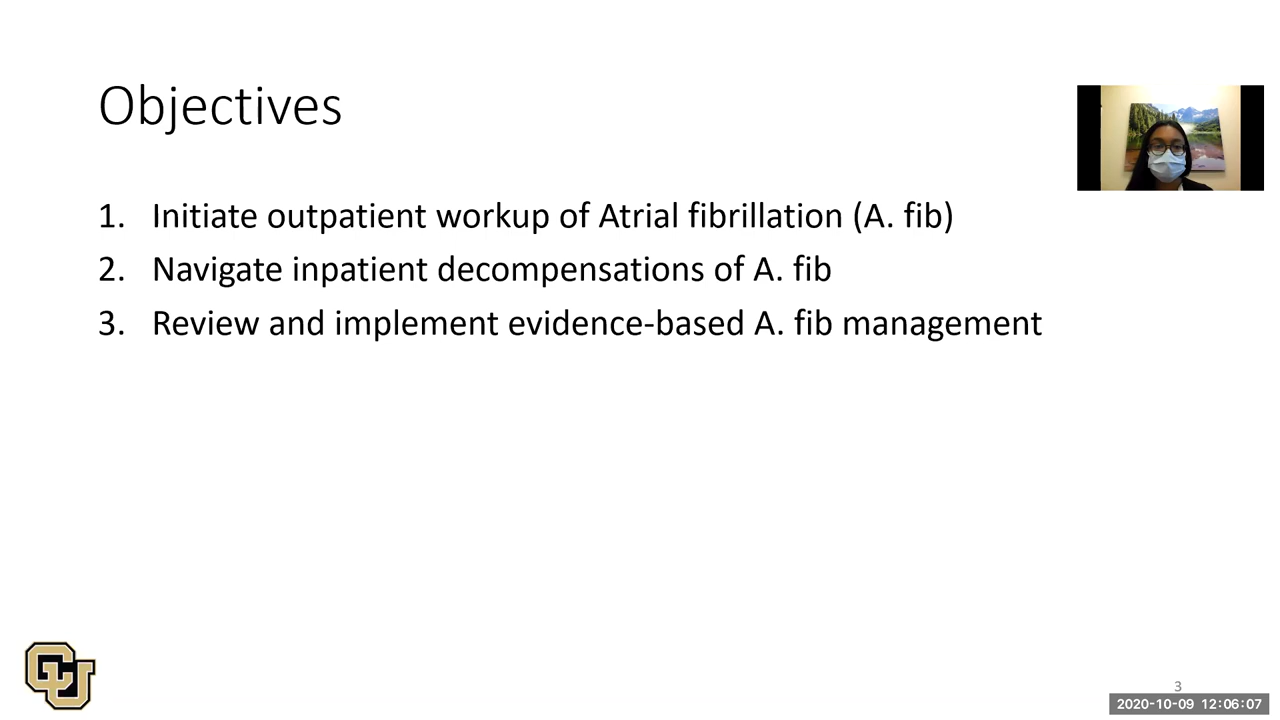 Objectives
1. Initiate outpatient workup of Atrial fibrillation (A. fib)
2. Navigate inpatient decompensations of A. fib
3. Review and implement evidence-based A. fib management
CU
3
2020-10-09 12:06:07